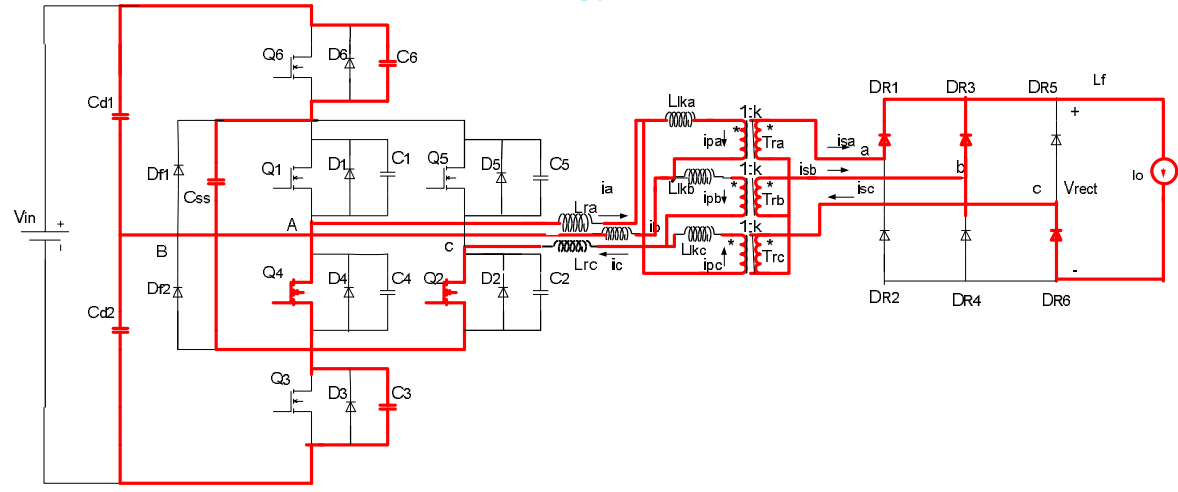 Q6 D6 C6
Cd1
Llka
1:k
DR1 DR3 DR5 Lf
+
ipa * * Tra isa a
Df1 Q1 D1 C1 Q5 D5 C5
Css
Llkb isb b
isc c Vrect Io
ia
Vin + Lra ipb * * Trb
-
A
ib 1:k
B c Lrc ic Llkc * *
ipc Trc
Q4 D4 C4 Q2 D2 C2
Df2
Cd2
-
DR2 DR4 DR6
Q3 D3 C3